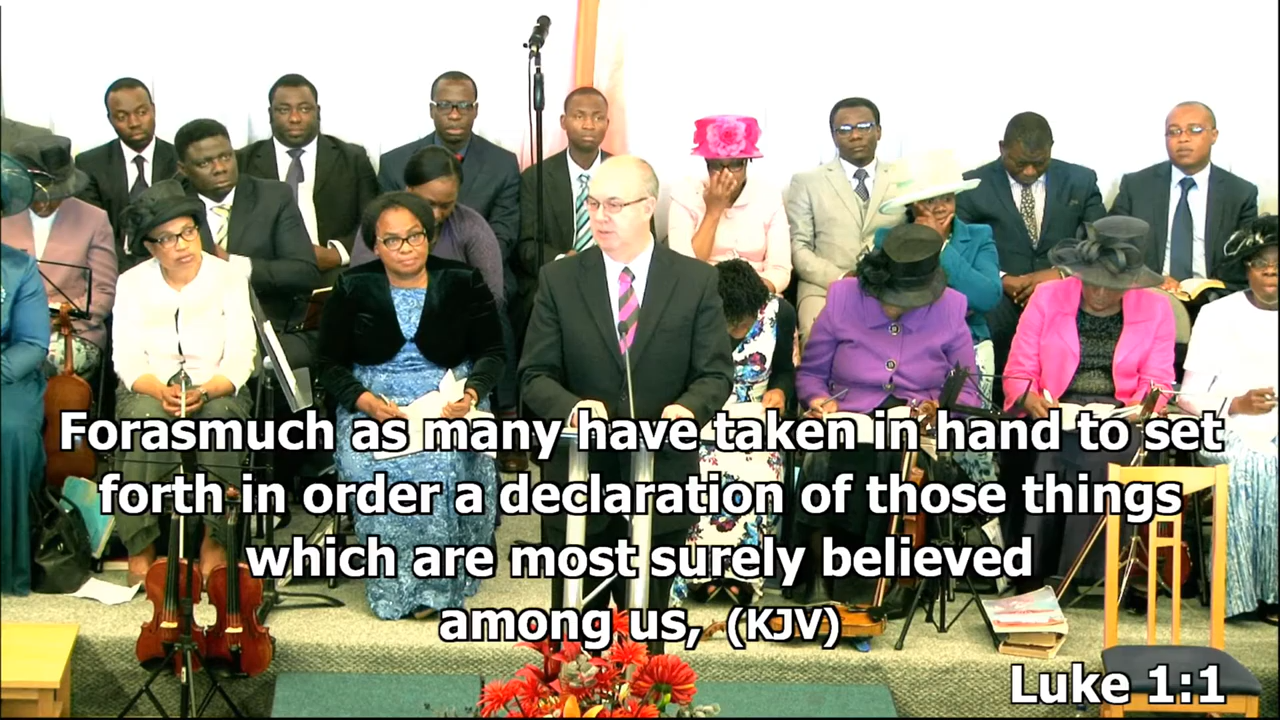 Forasmuch as many have taken in hand to set
forth in order a declaration of those things
which are most surely believed
among us, (KJV)
Luke 1:1